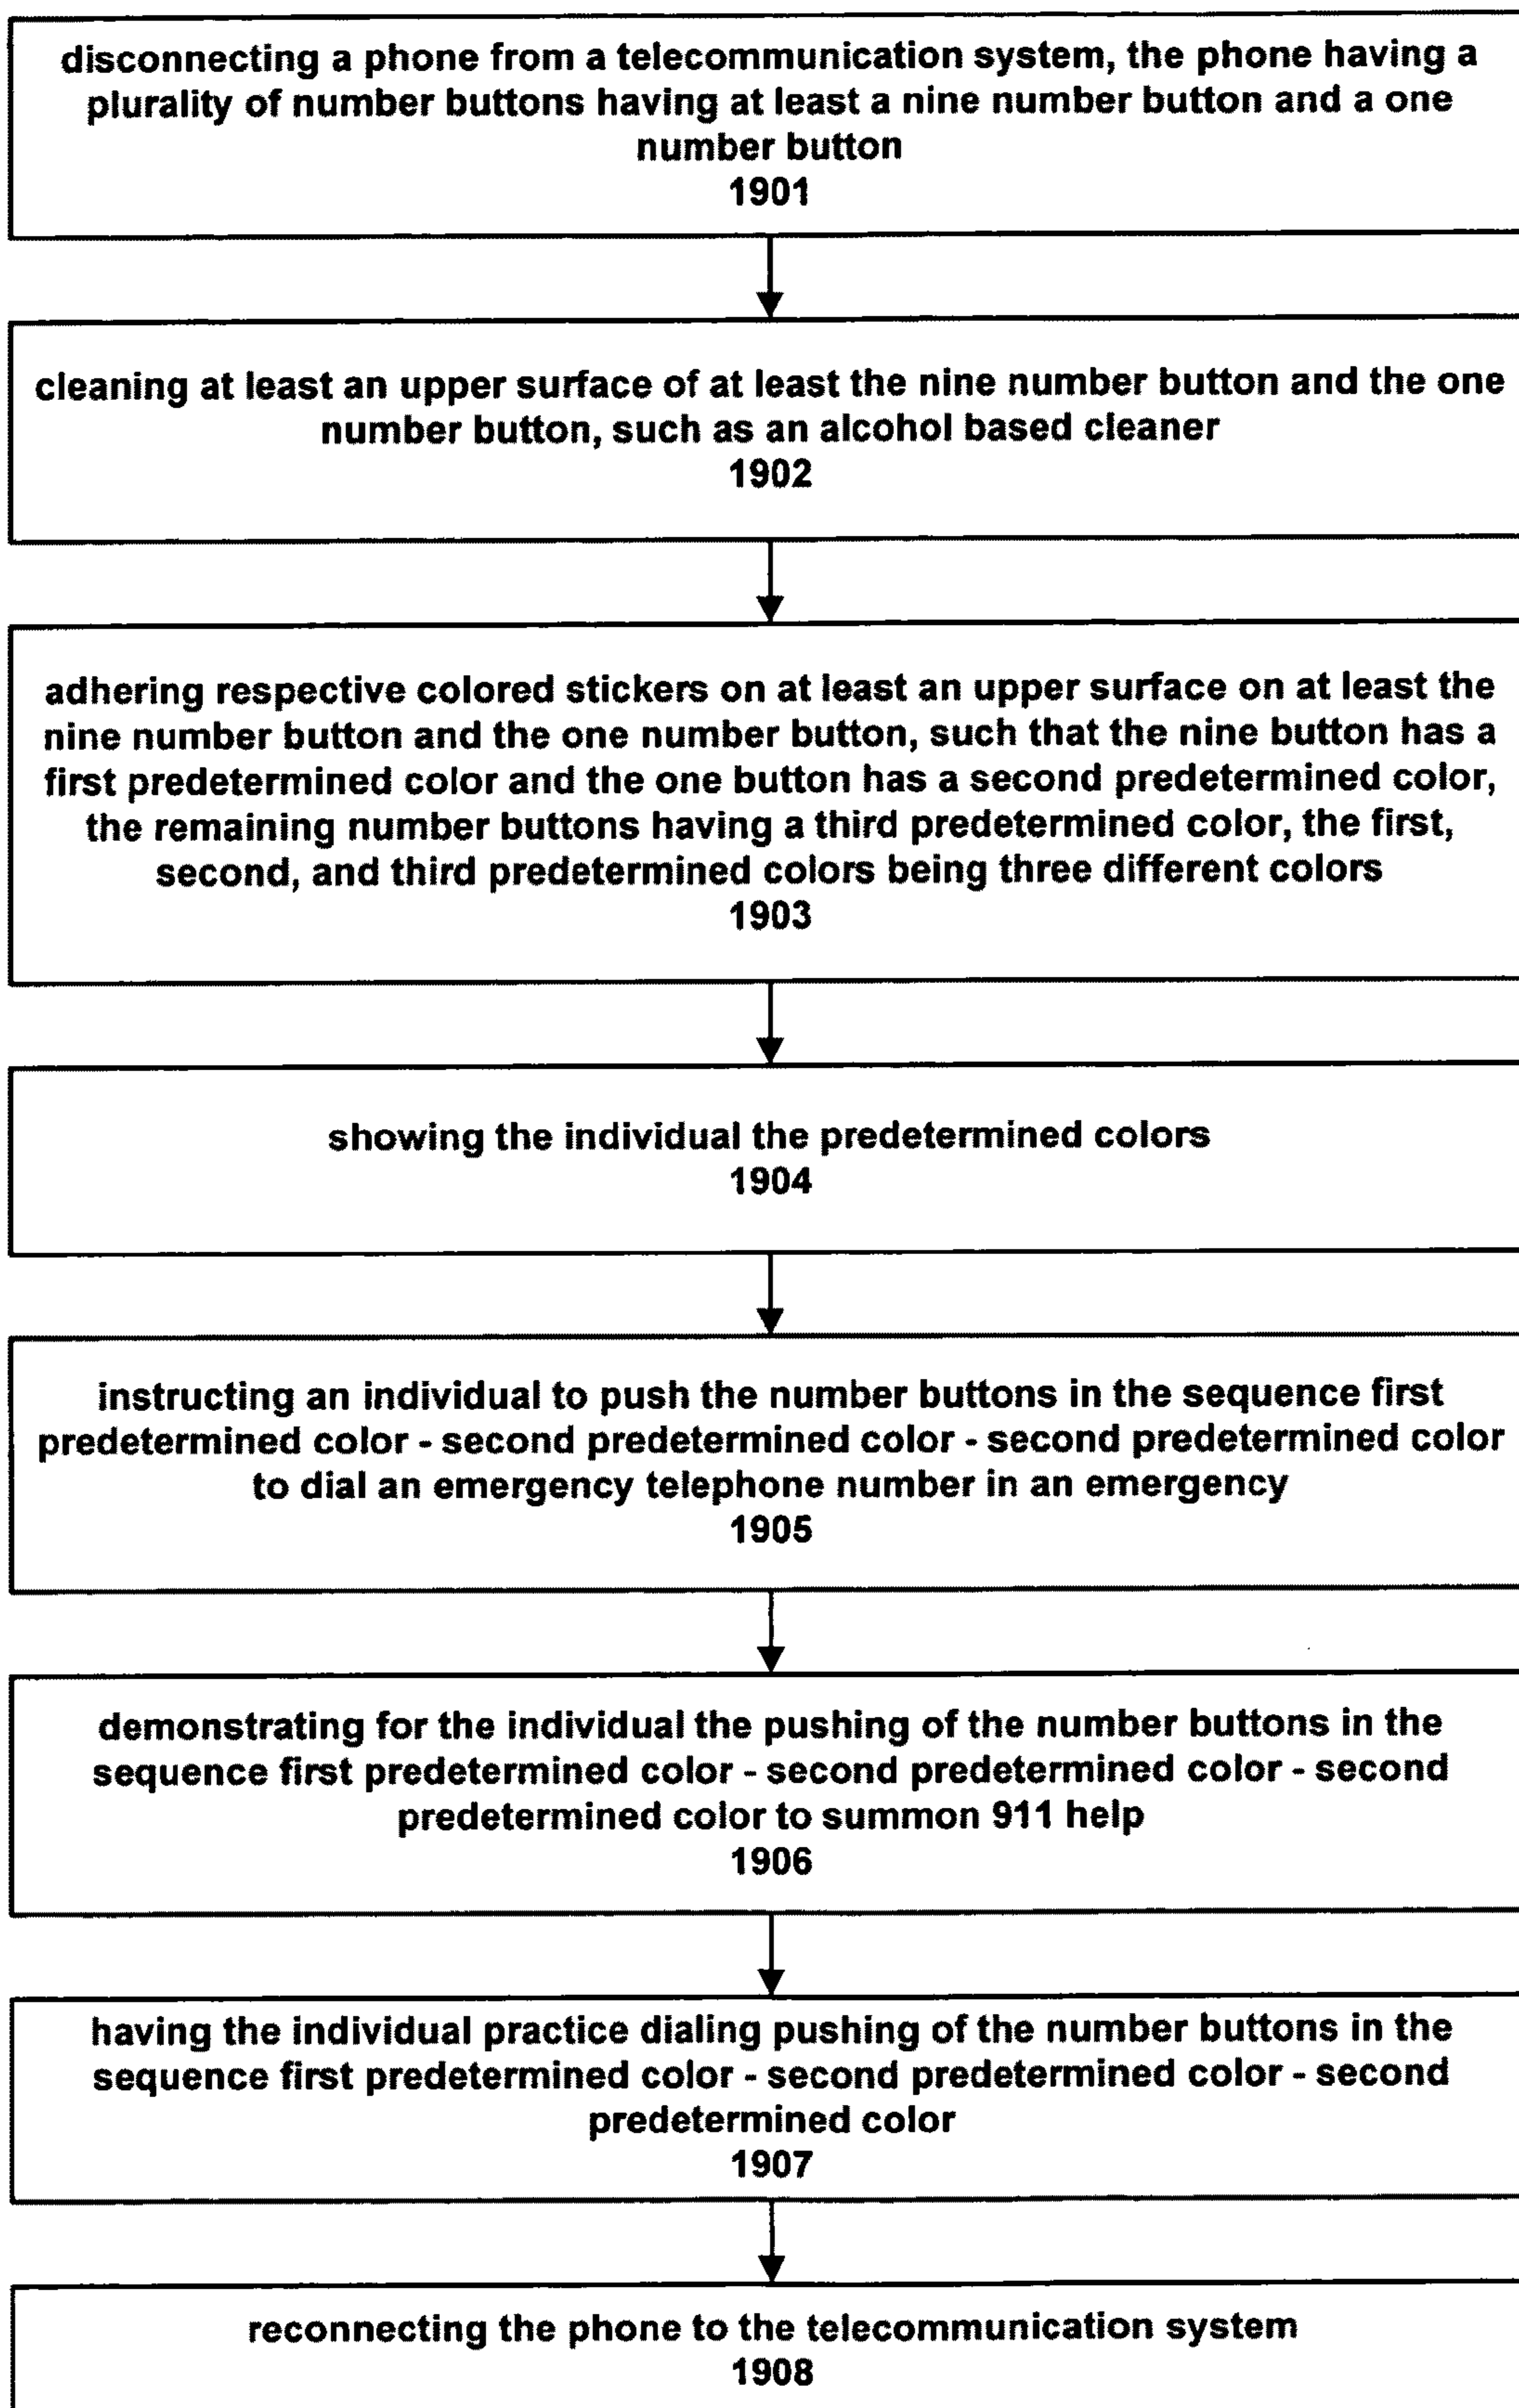 disconnecting a phone from a telecommunication system, the phone having a
plurality of number buttons having at least a nine number button and a one
number button
1901
cleaning at least an upper surface of at least the nine number button and the one
number button, such as an alcohol based cleaner
1902
adhering respective colored stickers on at least an upper surface on at least the
nine number button and the one number button, such that the nine button has a
first predetermined color and the one button has a second predetermined color,
the remaining number buttons having a third predetermined color, the first,
second, and third predetermined colors being three different colors
1903
showing the individual the predetermined colors
1904
instructing an individual to push the number buttons in the sequence first
predetermined color - second predetermined color - second predetermined color
to dial an emergency telephone number in an emergency
1905
demonstrating for the individual the pushing of the number buttons in the
sequence first predetermined color - second predetermined color - second
predetermined color to summon 911 help
1906
having the individual practice dialing pushing of the number buttons in the
sequence first predetermined color - second predetermined color - second
predetermined color
1907
reconnecting the phone to the telecommunication system
1908